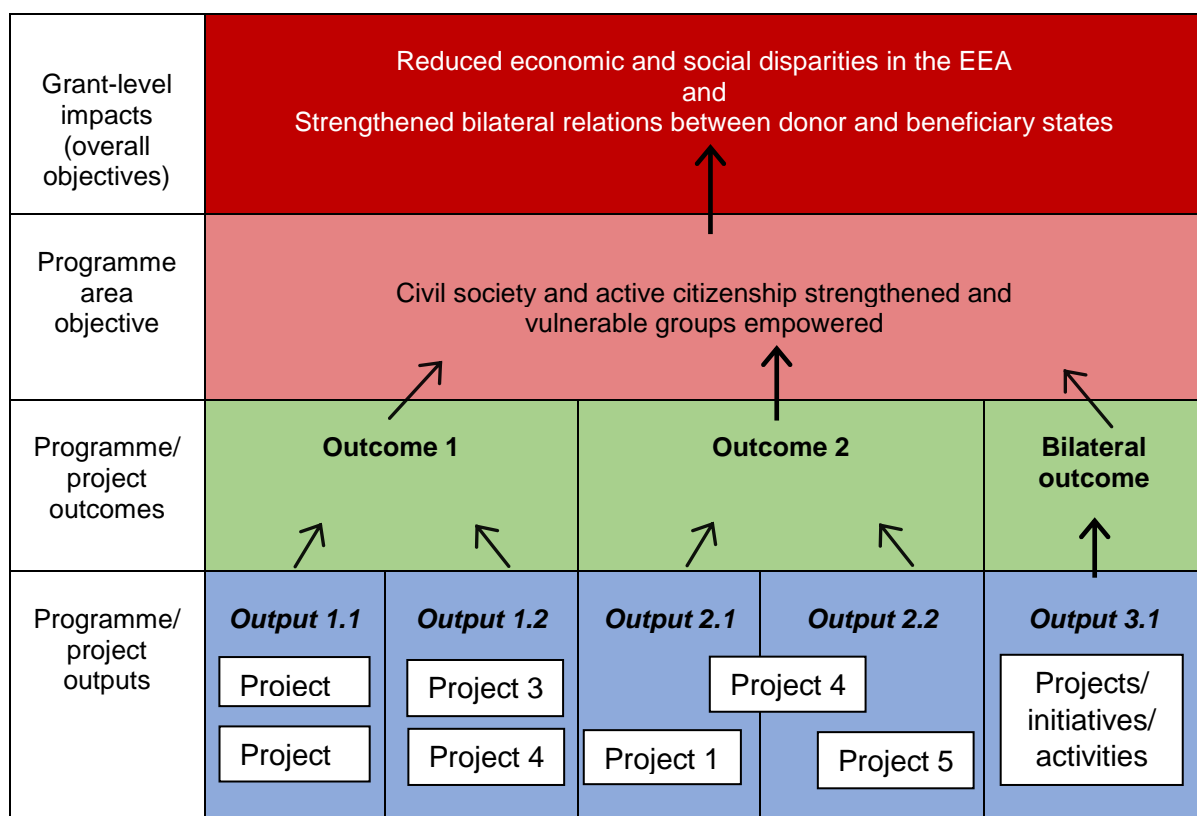 Grant-level
impacts
(overall
objectives)
Reduced economic and social disparities in the EEA
and
Strengthened bilateral relations between donor and beneficiary states
Programme
area
objective
Civil society and active citizenship strengthened and
vulnerable groups empowered
Programme/
project
outcomes
Outcome 1
Outcome 2
Bilateral
outcome
Programme/
project
outputs
Output 1.1
Output 1.2
Output 2.1
Output 2.2
Output 3.1
Project
Project
Project 3
Project 4
Project 4
Project 1
Project 5
Projects/
initiatives/
activities